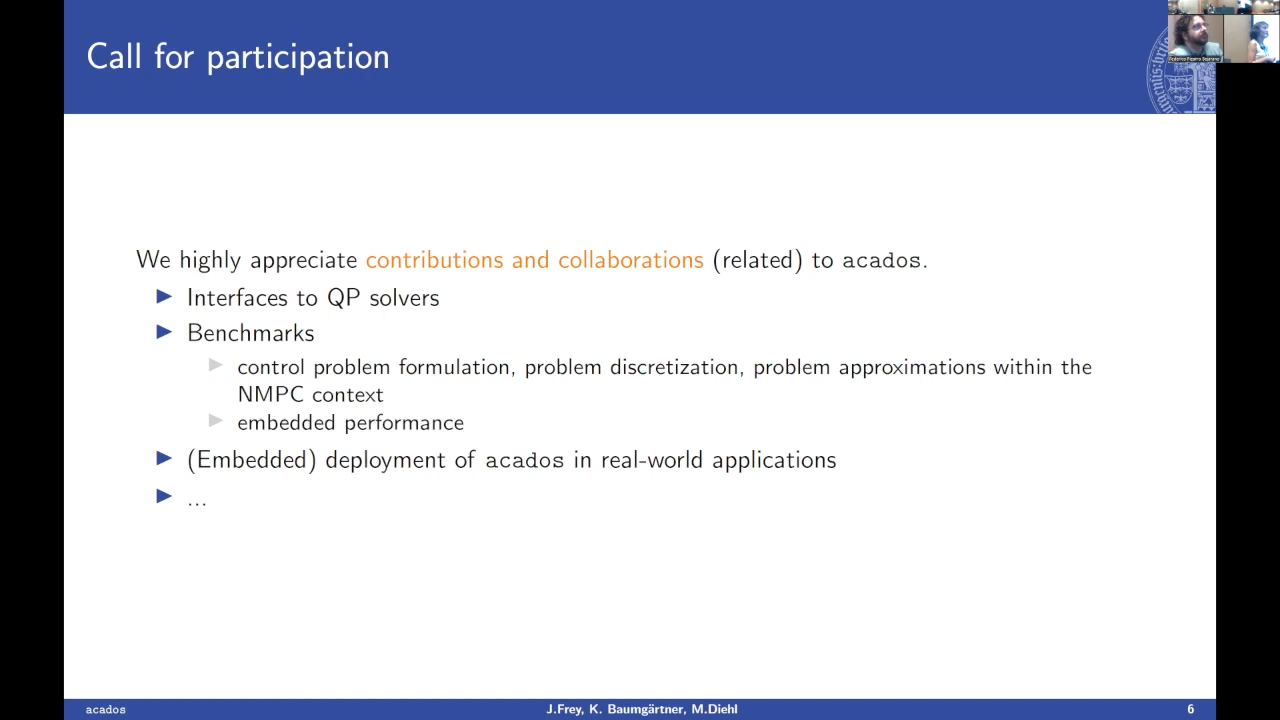 Call for participation
We highly appreciate contributions and collaborations (related) to acados.
Interfaces to QP solvers
Benchmarks
control problem formulation, problem discretization, problem approximations within the
NMPC context
embedded performance
(Embedded) deployment of acados in real-world applications
...
acados
J.Frey, K. Baumgärtner, M.Diehl
6